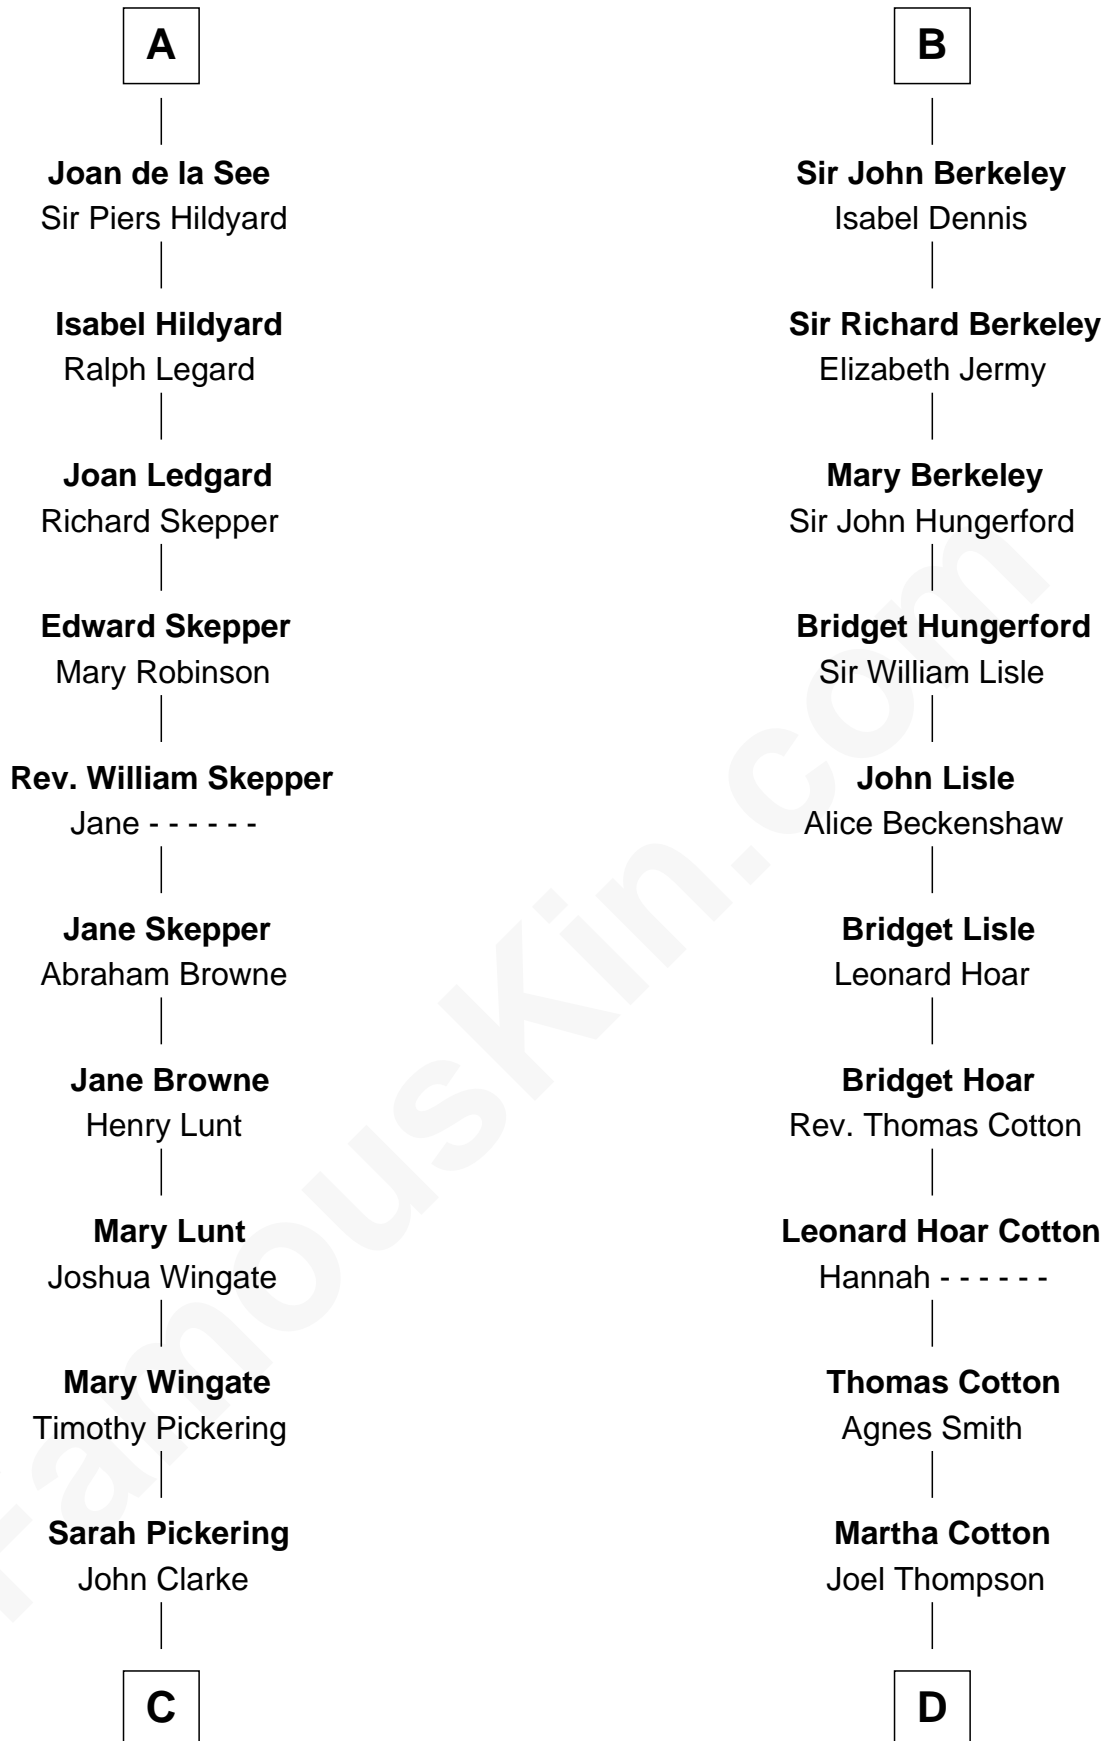 A
Joan de la See
Sir Piers Hildyard
Isabel Hildyard
Ralph Legard
Joan Ledgard
Richard Skepper
Edward Skepper
Mary Robinson
Rev. William Skepper
Jane - - - - - -
Jane Skepper
Abraham Browne
Jane Browne
Henry Lunt
Mary Lunt
Joshua Wingate
Mary Wingate
Timothy Pickering
Sarah Pickering
John Clarke
C
B
Sir John Berkeley
Isabel Dennis
Sir Richard Berkeley
Elizabeth Jermy
Mary Berkeley
Sir John Hungerford
Bridget Hungerford
Sir William Lisle
John Lisle
Alice Beckenshaw
Bridget Lisle
Leonard Hoar
Bridget Hoar
Rev. Thomas Cotton
Leonard Hoar Cotton
Hannah - - - - - -
Thomas Cotton
Agnes Smith
Martha Cotton
Joel Thompson
D
FamousKin.com